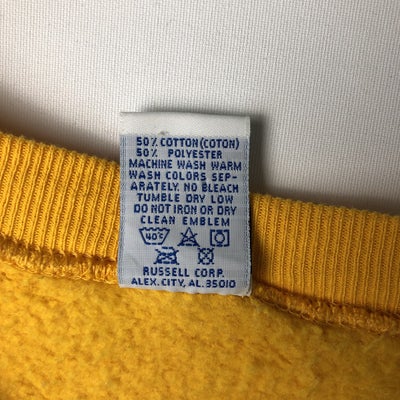 50% COTTON(COTON)
50% POLYESTER
MACHINE WASH WARM
WASH COLORS SEP-
ARATELY. NO BLEACH
TUMBLE DRY LOW
DO NOT IRON OR DRY
CLEAN EMBLEM
40°C
RUSSELL CORP.
ALEX. CITY, AL. 35010